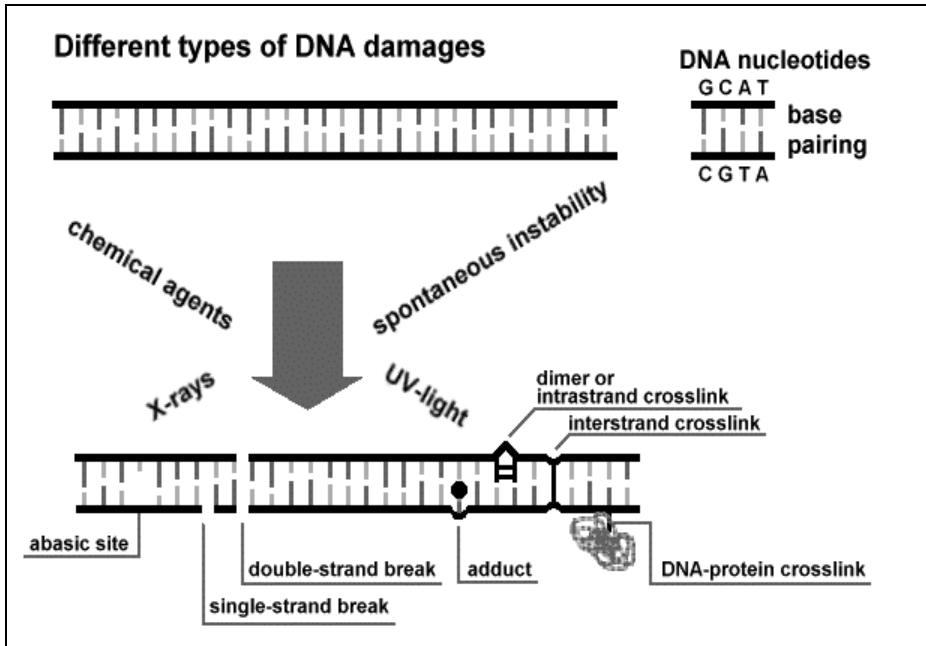 Different types of DNA damages
DNA nucleotides
G C A T
base
pairing
C G T A
chemical agents
spontaneous instability
X-rays
UV-light
dimer or
intrastrand crosslink
interstrand crosslink
abasic site
double-strand break
adduct
DNA-protein crosslink
single-strand break